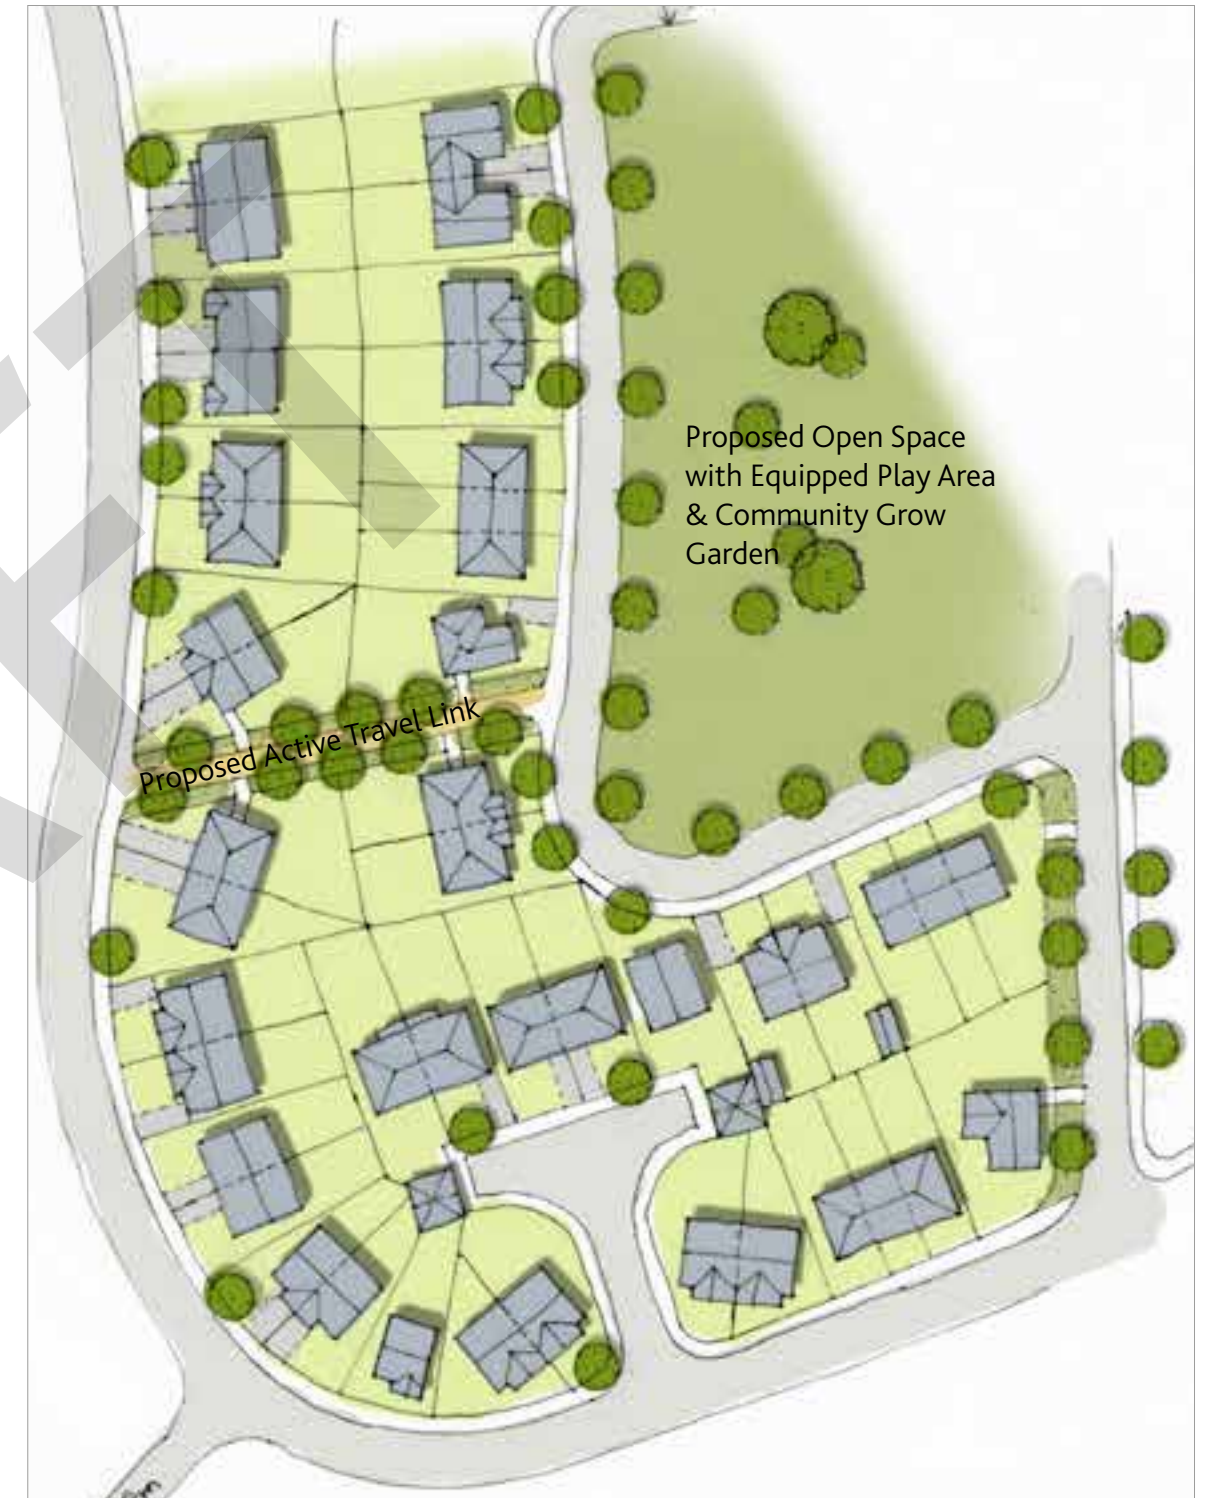 Proposed Open Space
with Equipped Play Area
& Community Grow
Garden
Proposed Active Travel Link